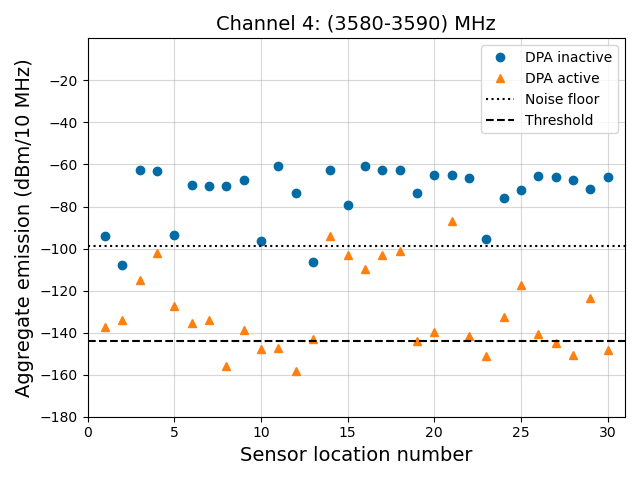 Channel 4: (3580-3590) MHz
DPA inactive
DPA active
Noise floor
Threshold
Aggregate emission (dBm/10 MHz)
−20
−40
−60
−80
−100
−120
−140
−160
−180
0 5 10 15 20 25 30
Sensor location number